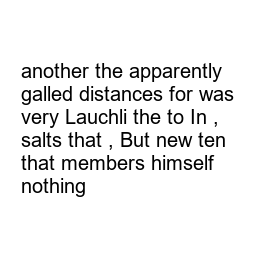 another the apparently
galled distances for was
very Lauchli the to In ,
salts that , But new ten
that members himself
nothing